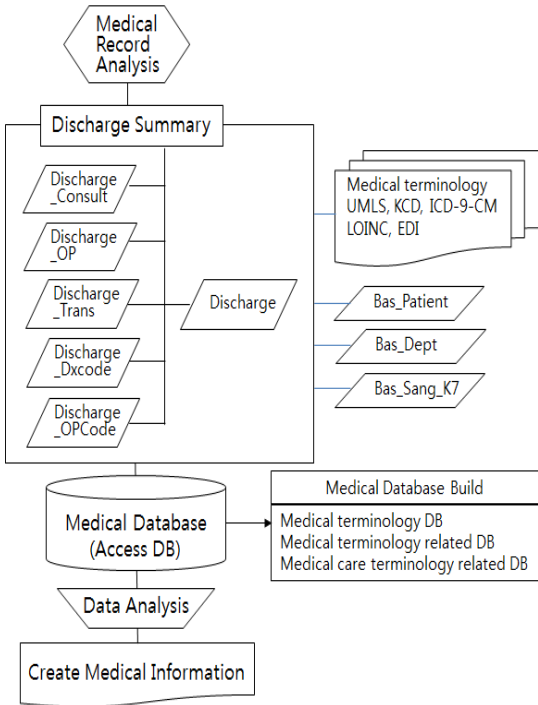 Medical
Record
Analysis
Discharge Summary
Discharge
_Consult
Discharge
_OP
Discharge
_Trans
Discharge
_Dxcode
Discharge
_OPCode
Discharge
Medical terminology
UMLS, KCD, ICD-9-CM
LOINC, EDI
Bas_Patient
Bas_Dept
Bas_Sang_K7
Medical Database
(Access DB)
Medical Database Build
Medical terminology DB
Medical terminology related DB
Medical care terminology related DB
Data Analysis
Create Medical Information